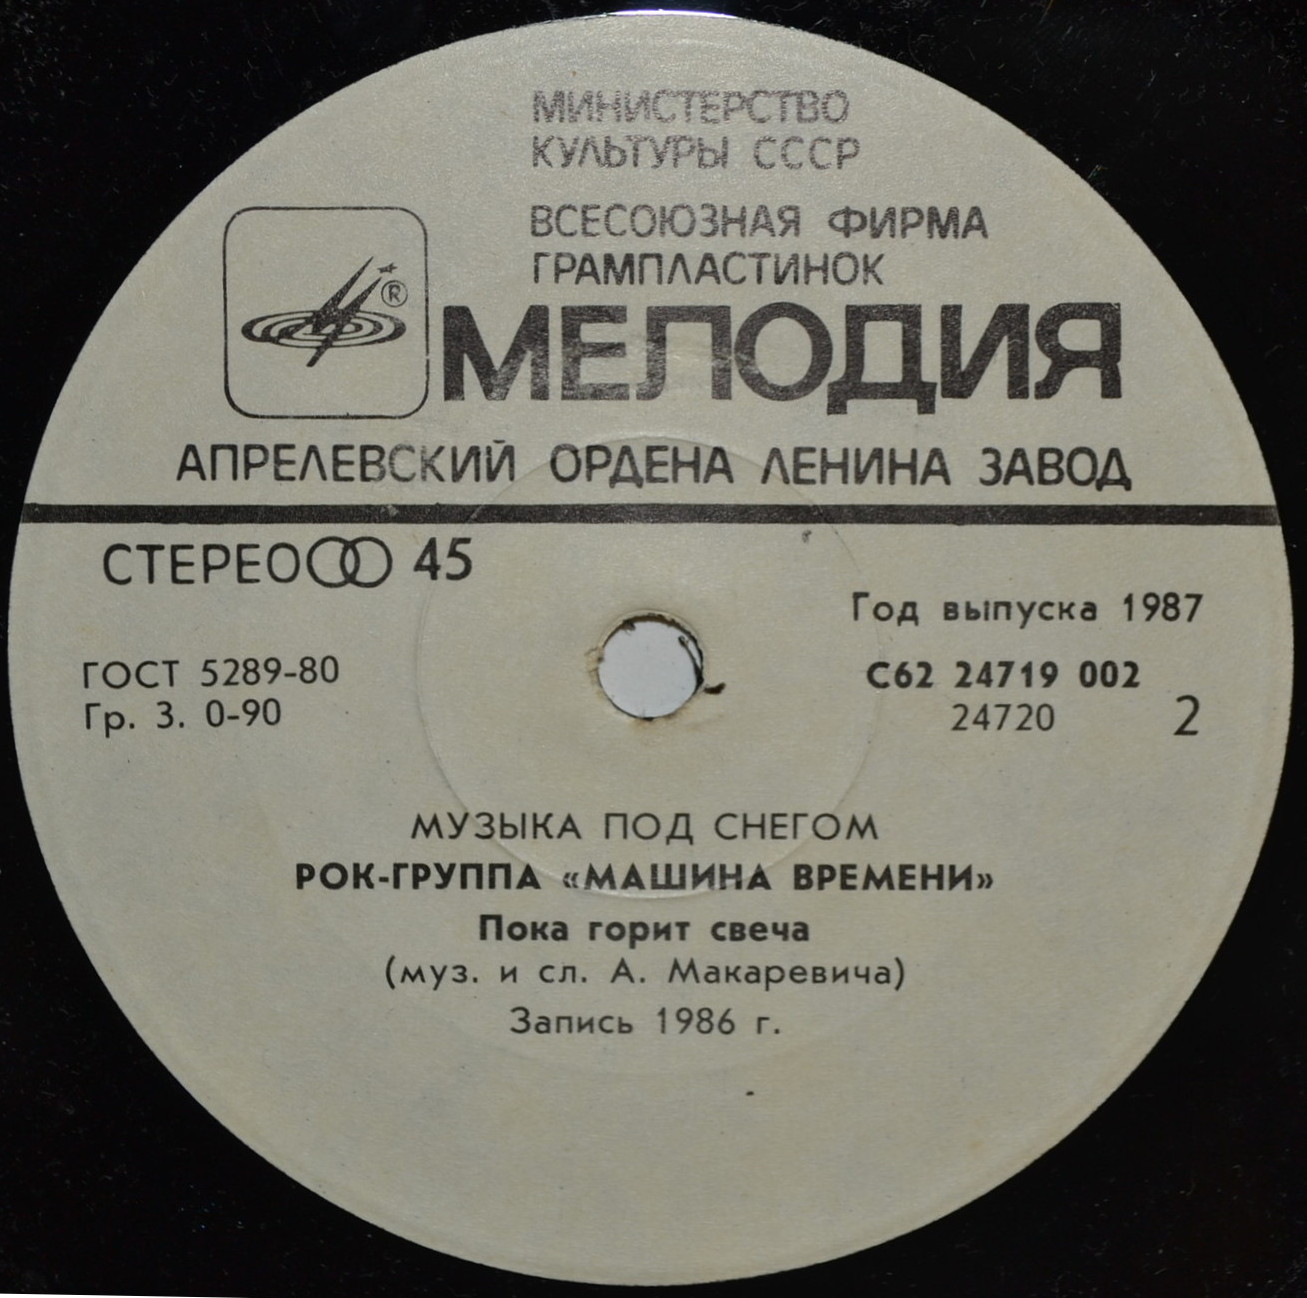 МИНИСТЕРСТВО
КУЛЬТУРЫ СССР
ВСЕСОЮЗНАЯ ФИРМА
ГРАМПЛАСТИНОК
®
МЕЛОДИЯ
АПРЕЛЕВСКИЙ ОРДЕНА ЛЕНИНА ЗАВОД
СТЕРЕО 45
Год выпуска 1987
ГОСТ 5289-80
Гр. 3. 0-90
С62 24719 002
24720 2
МУЗЫКА ПОД СНЕГОМ
РОК-ГРУППА «МАШИНА ВРЕМЕНИ»
Пока горит свеча
(муз. и сл. А. Макаревича)
Запись 1986 г.